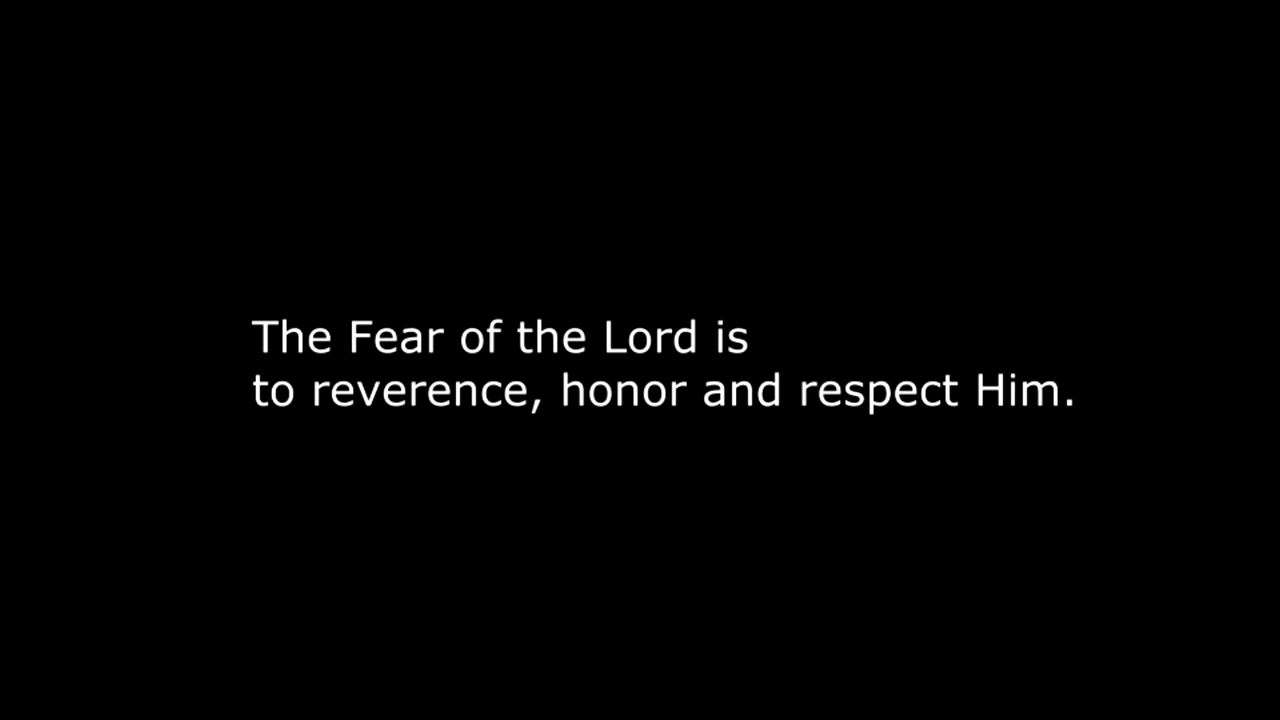 The Fear of the Lord is
to reverence, honor and respect Him.